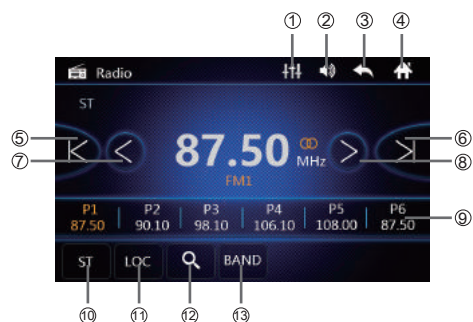 ① ② ③ ④
Radio
ST
⑤ ⑥
⑦ 87.50 MHz ⑧
FM1
P1 P2 P3 P4 P5 P6 ⑨
87.50 90.10 98.10 106.10 108.00 87.50
ST LOC BAND
⑩ ⑪ ⑫ ⑬